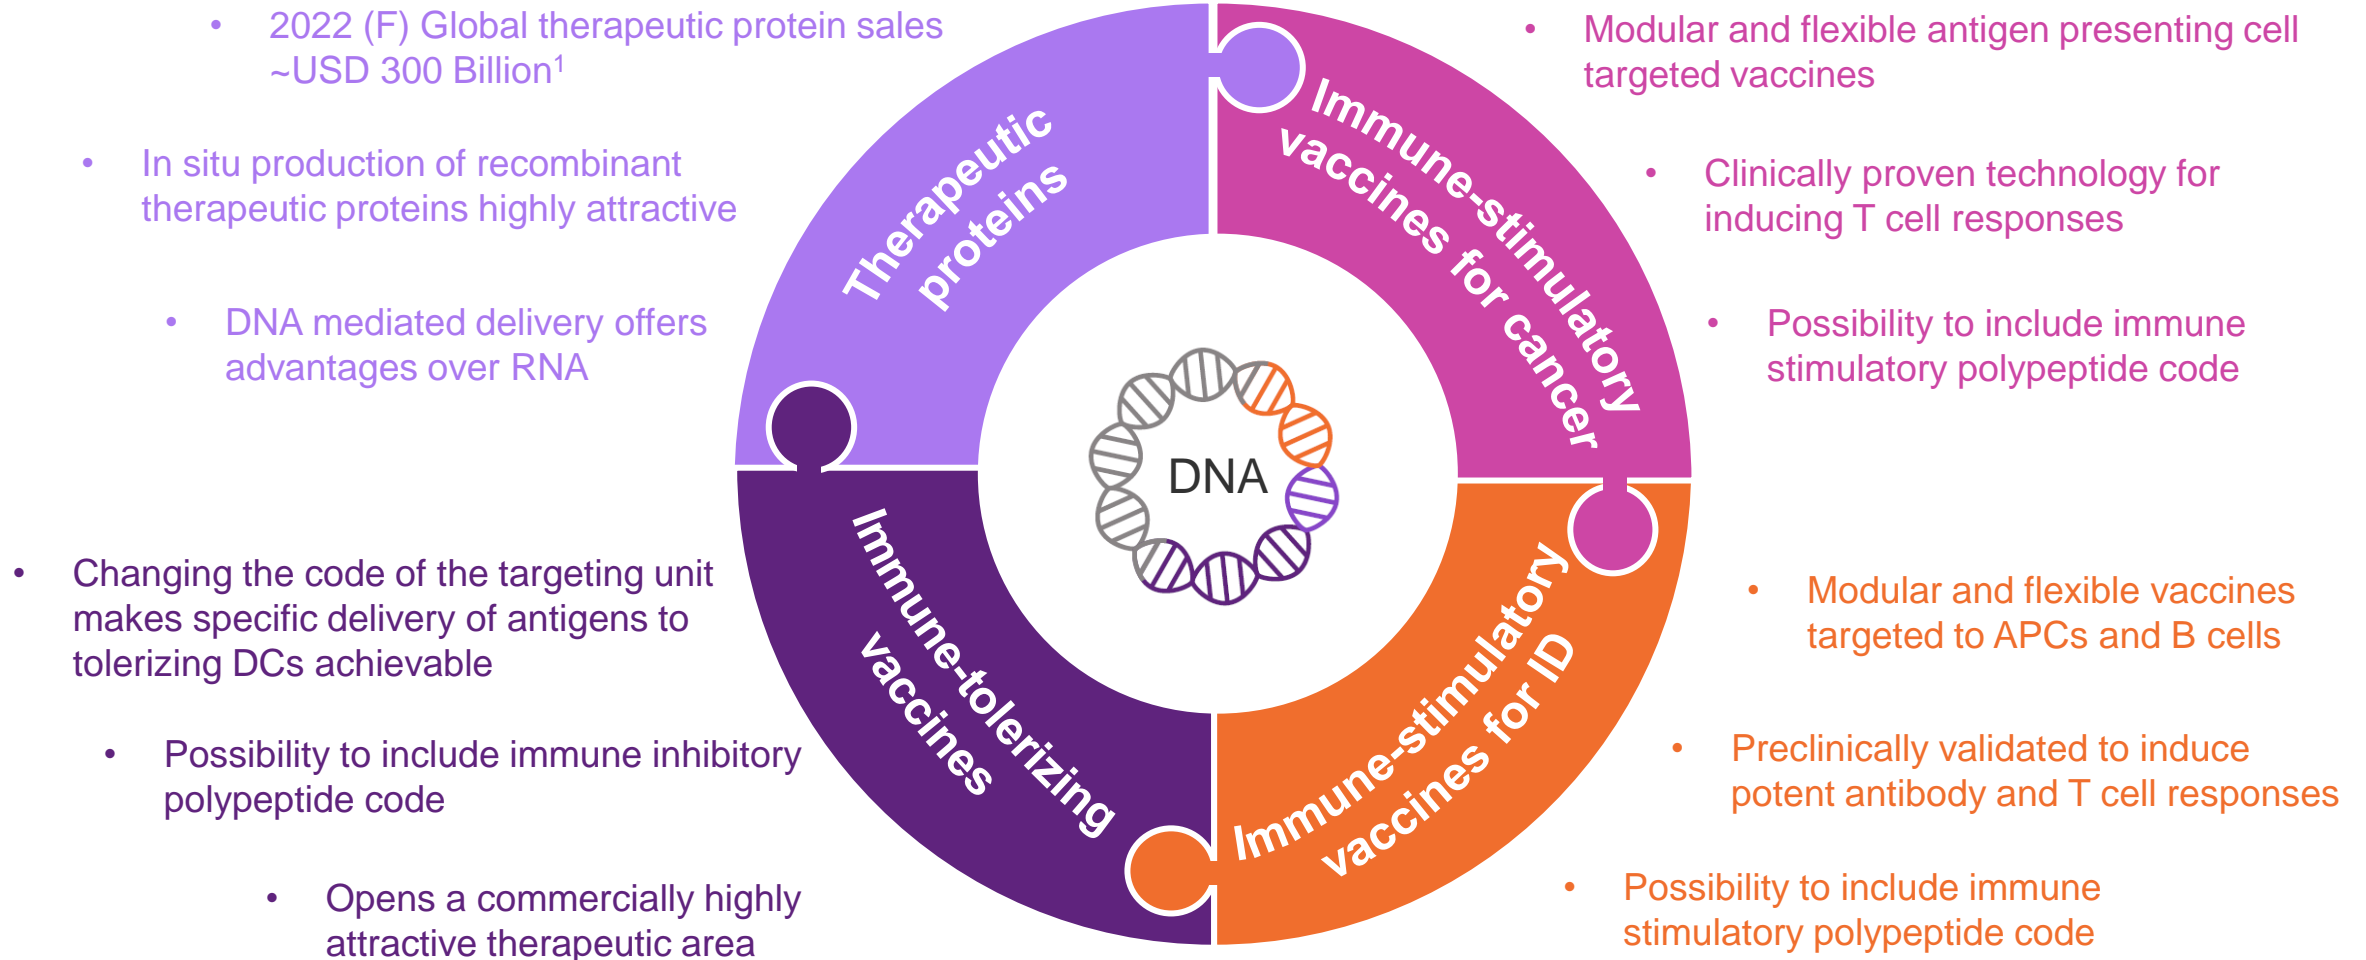 • 2022 (F) Global therapeutic protein sales
~USD 300 Billion¹
• In situ production of recombinant
therapeutic proteins highly attractive
• DNA mediated delivery offers
advantages over RNA
Therapeutic
proteins
• Modular and flexible antigen presenting cell
targeted vaccines
• Clinically proven technology for
inducing T cell responses
• Possibility to include immune
stimulatory polypeptide code
Immune-stimulatory
vaccines for cancer
DNA
• Changing the code of the targeting unit
makes specific delivery of antigens to
tolerizing DCs achievable
• Possibility to include immune inhibitory
polypeptide code
• Opens a commercially highly
attractive therapeutic area
Immune-tolerizing
vaccines
Immune-stimulatory
vaccines for ID
• Modular and flexible vaccines
targeted to APCs and B cells
• Preclinically validated to induce
potent antibody and T cell responses
• Possibility to include immune
stimulatory polypeptide code